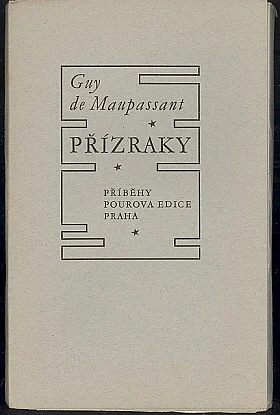 Guy
de Maupassant
PŘÍZRAKY
PŘÍBĚHY
POUROVA EDICE
PRAHA